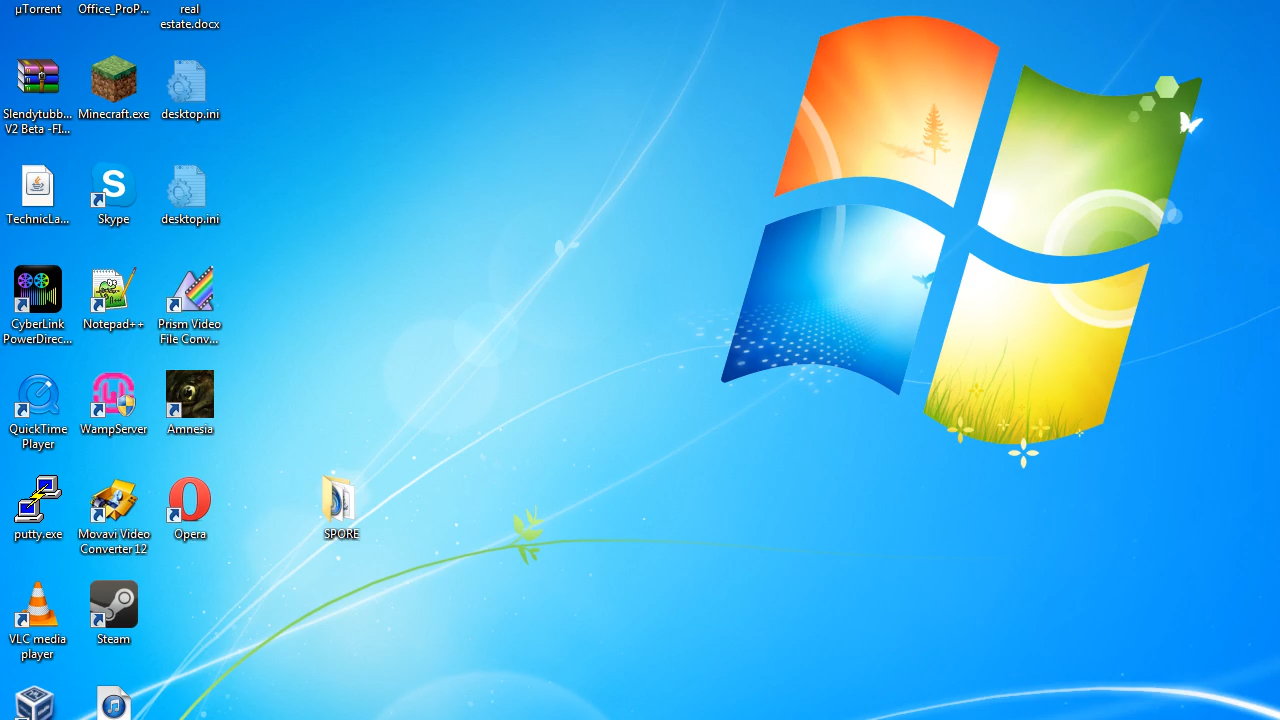 µTorrent
Office_ProP...
real
estate.docx
Slendytubb...
V2 Beta -FI...
Minecraft.exe
desktop.ini
TechnicLa...
Skype
desktop.ini
CyberLink
PowerDirec...
Notepad++
Prism Video
File Conv...
QuickTime
Player
WampServer
Amnesia
putty.exe
Movavi Video
Converter 12
Opera
SPORE
VLC media
player
Steam